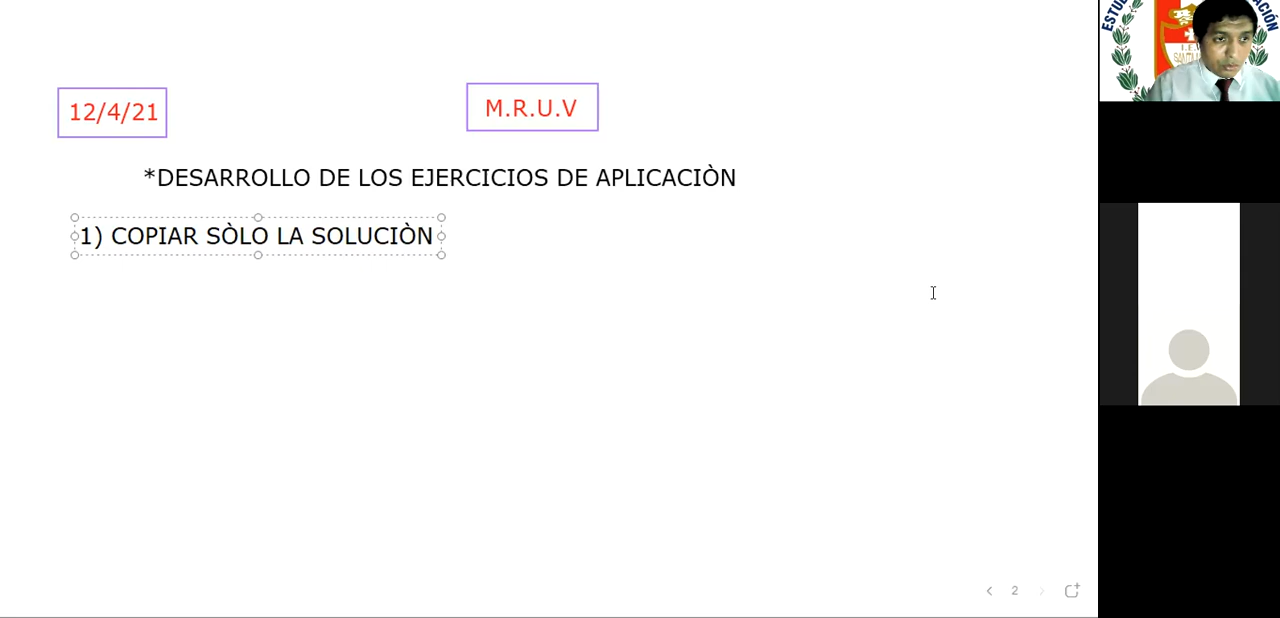 12/4/21
M.R.U.V
*DESARROLLO DE LOS EJERCICIOS DE APLICACIÒN
1) COPIAR SÒLO LA SOLUCIÒN
2